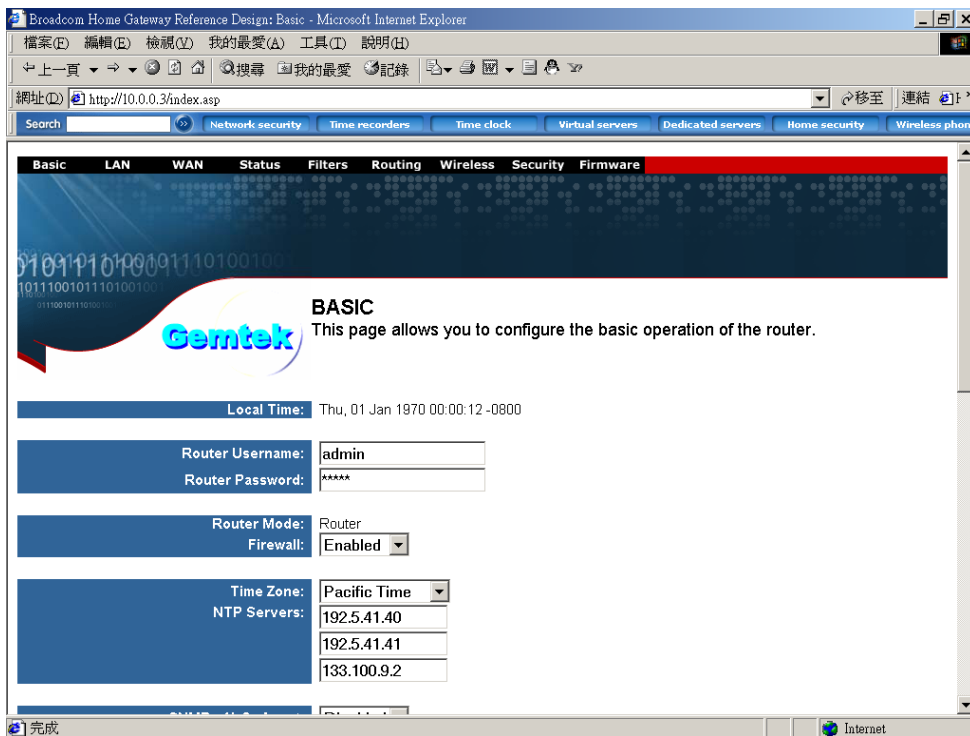 Broadcom Home Gateway Reference Design: Basic - Microsoft Internet Explorer
檔案(F) 編輯(E) 檢視(V) 我的最愛(A) 工具(T) 說明(H)
上一頁 搜尋 我的最愛 記錄
網址(D) http://10.0.0.3/index.asp 移至 連結
Search Network security Time recorders Time clock Virtual servers Dedicated servers Home security Wireless phon
Basic LAN WAN Status Filters Routing Wireless Security Firmware
Gemtek
BASIC
This page allows you to configure the basic operation of the router.
Local Time: Thu, 01 Jan 1970 00:00:12 -0800
Router Username: admin
Router Password: *****
Router Mode: Router
Firewall: Enabled
Time Zone: Pacific Time
NTP Servers: 192.5.41.40
192.5.41.41
133.100.9.2
完成 Internet